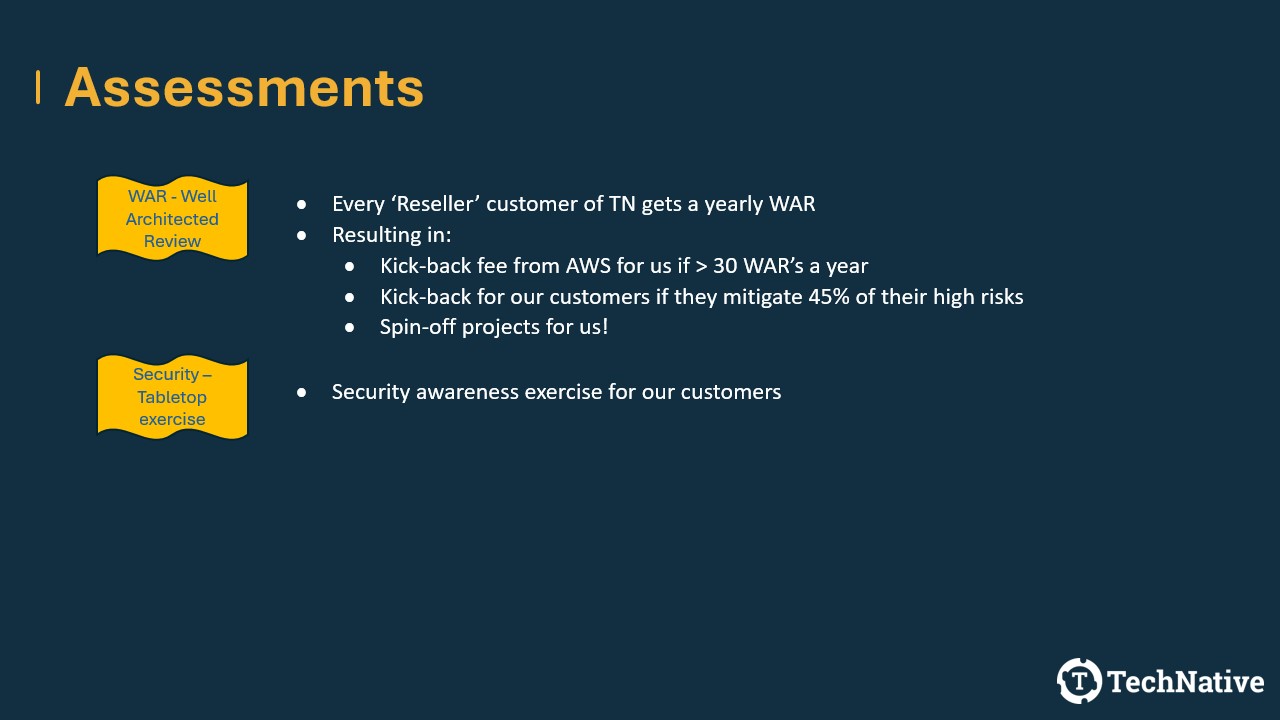 Assessments
WAR - Well
Architected
Review
• Every ‘Reseller’ customer of TN gets a yearly WAR
• Resulting in:
• Kick-back fee from AWS for us if > 30 WAR’s a year
• Kick-back for our customers if they mitigate 45% of their high risks
• Spin-off projects for us!
Security –
Tabletop
exercise
• Security awareness exercise for our customers
T TechNative